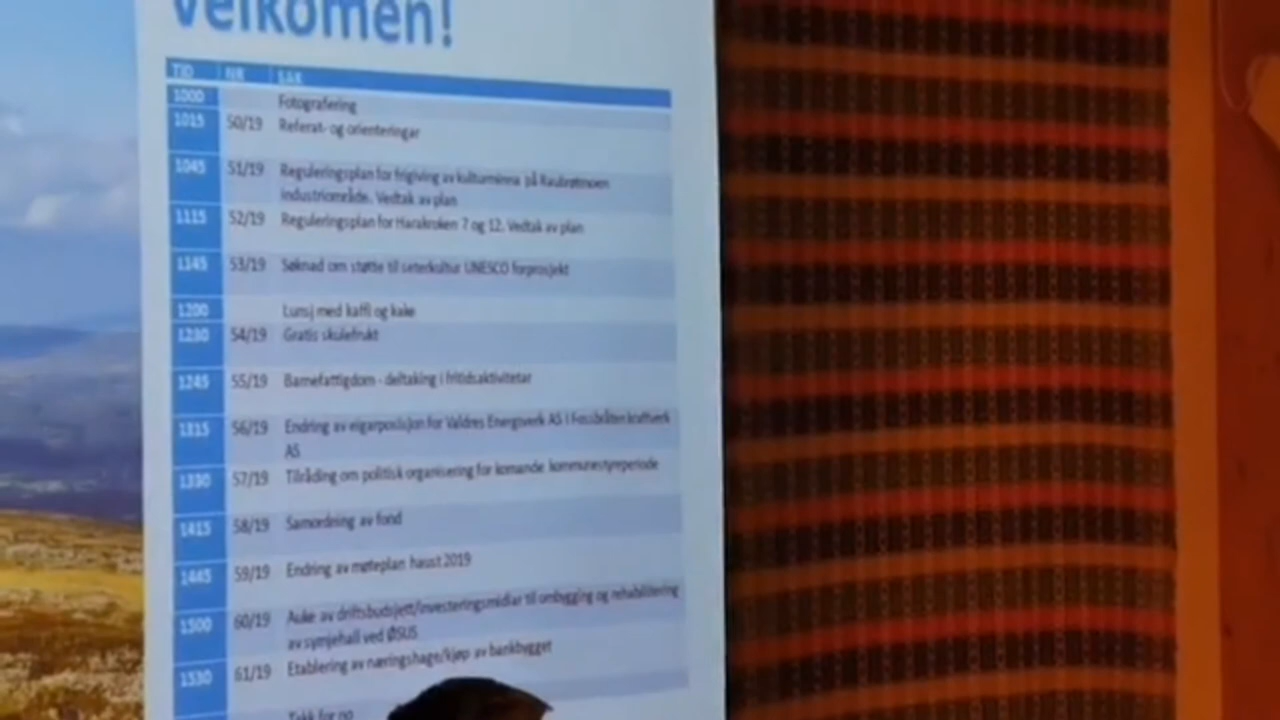 Velkomen!
TID NR SAK
1000 Fotografering
1015 50/19 Referat- og orienteringar
1045 51/19 Reguleringsplan for frigiving av kulturminna på Raubrøtmoen
industriområde. Vedtak av plan
1115 52/19 Reguleringsplan for Harakroken 7 og 12. Vedtak av plan
1145 53/19 Søknad om støtte til seterkultur UNESCO forprosjekt
1200 Lunsj med kaffi og kake
1230 54/19 Gratis skulefrukt
1245 55/19 Barnefattigdom - deltaking i fritidsaktivitetar
1315 56/19 Endring av eigarposisjon for Valdres Energiverk AS i Fossbråten kraftverk
AS
1330 57/19 Tilråding om politisk organisering for komande kommunestyreperiode
1415 58/19 Samordning av fond
1445 59/19 Endring av møteplan haust 2019
1500 60/19 Auke av driftsbudsjett/investeringsmidlar til ombygging og rehabilitering
av symjehall ved ØSUS
1530 61/19 Etablering av næringshage/kjøp av bankbygget
Takk for